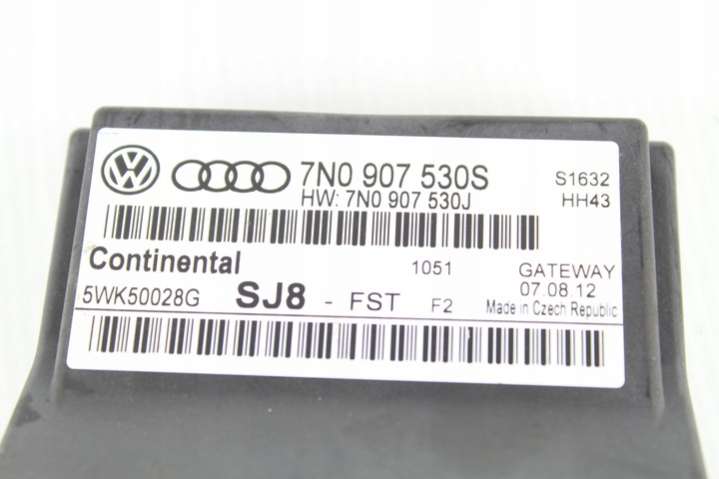 7N0 907 530S
HW: 7N0 907 530J
S1632
HH43
Continental
1051
GATEWAY
5WK50028G SJ8 - FST F2
07.08.12
Made in Czech Republic